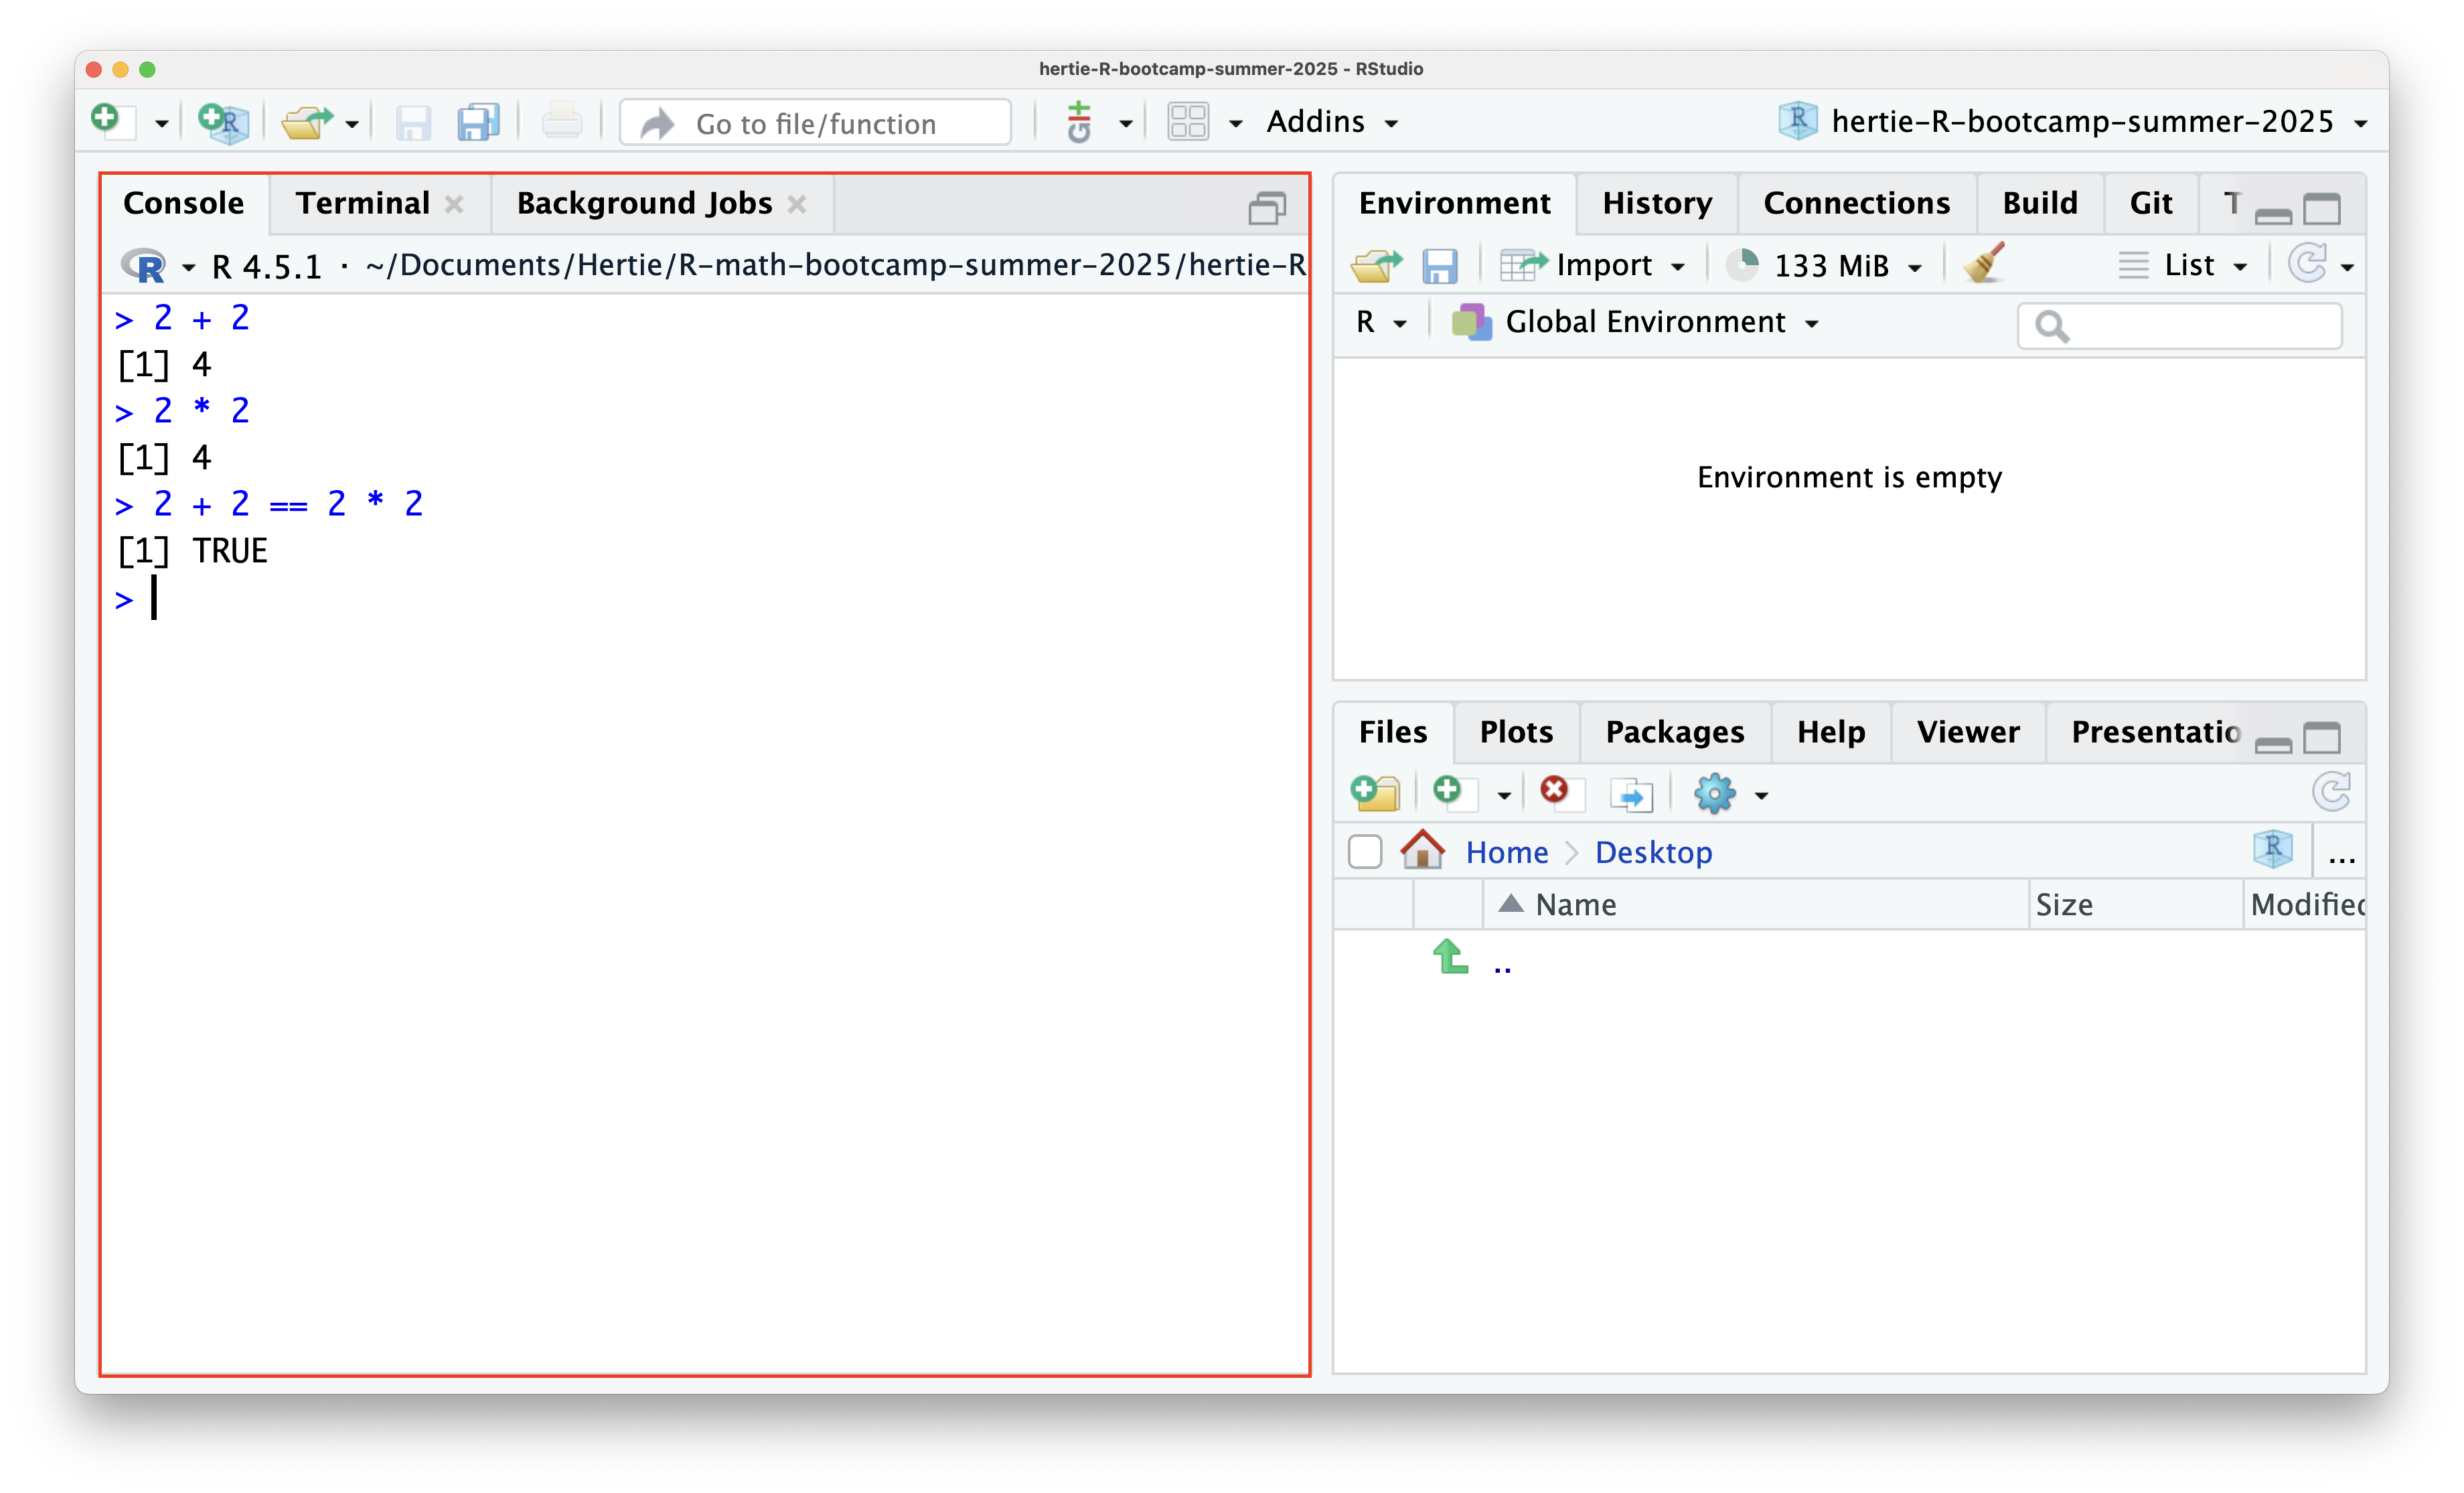 hertie-R-bootcamp-summer-2025 - RStudio
Go to file/function
Addins
hertie-R-bootcamp-summer-2025
Console Terminal Background Jobs
R 4.5.1 · ~/Documents/Hertie/R-math-bootcamp-summer-2025/hertie-R
> 2 + 2
[1] 4
> 2 * 2
[1] 4
> 2 + 2 == 2 * 2
[1] TRUE
>
Environment History Connections Build Git T
Import 133 MiB List
R Global Environment
Environment is empty
Files Plots Packages Help Viewer Presentatio
Home Desktop ...
Name Size Modified
..